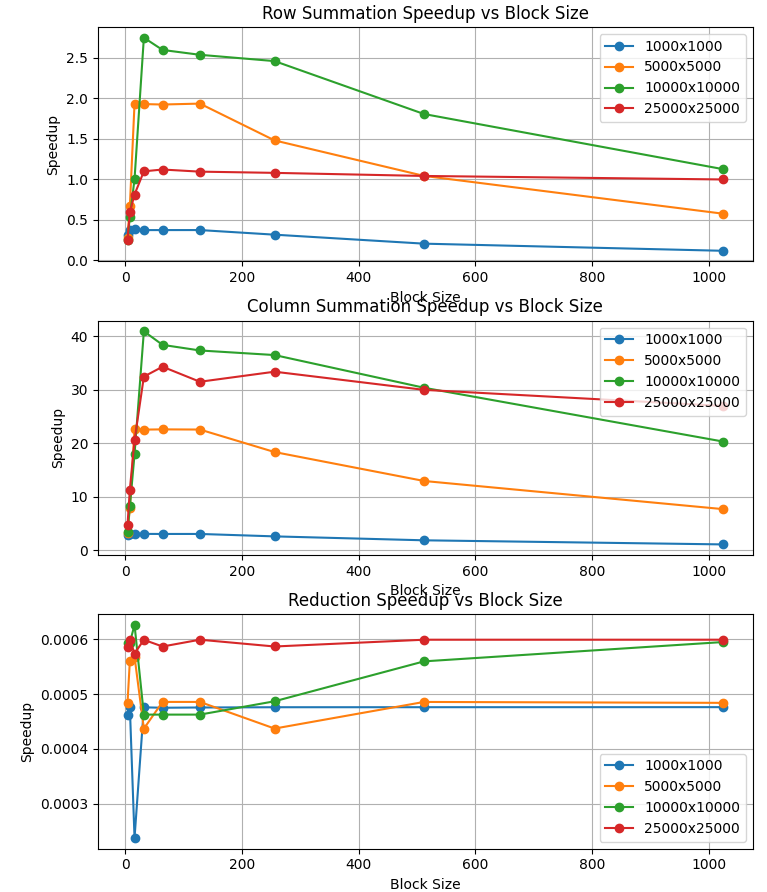 Row Summation Speedup vs Block Size
Speedup
2.5
2.0
1.5
1.0
0.5
0.0
0 200 400 600 800 1000
Block Size
1000x1000
5000x5000
10000x10000
25000x25000
Column Summation Speedup vs Block Size
Speedup
40
30
20
10
0
0 200 400 600 800 1000
Block Size
1000x1000
5000x5000
10000x10000
25000x25000
Reduction Speedup vs Block Size
Speedup
0.0006
0.0005
0.0004
0.0003
0 200 400 600 800 1000
Block Size
1000x1000
5000x5000
10000x10000
25000x25000